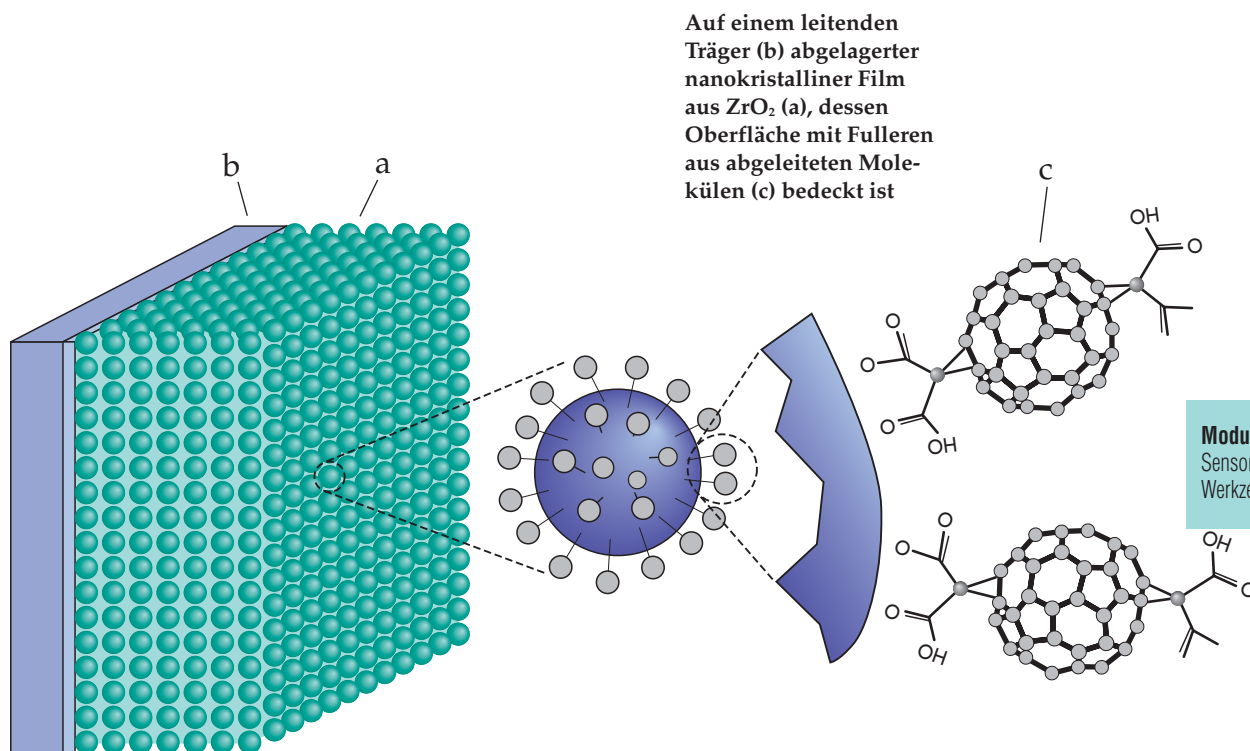 Auf einem leitenden
Träger (b) abgelagerter
nanokristalliner Film
aus ZrO₂ (a), dessen
Oberfläche mit Fulleren
aus abgeleiteten Mole-
külen (c) bedeckt ist
b
a
c
OH
O
O
O
O
OH
Modu
Sensor
Werkze
O
O
O
OH
OH
O